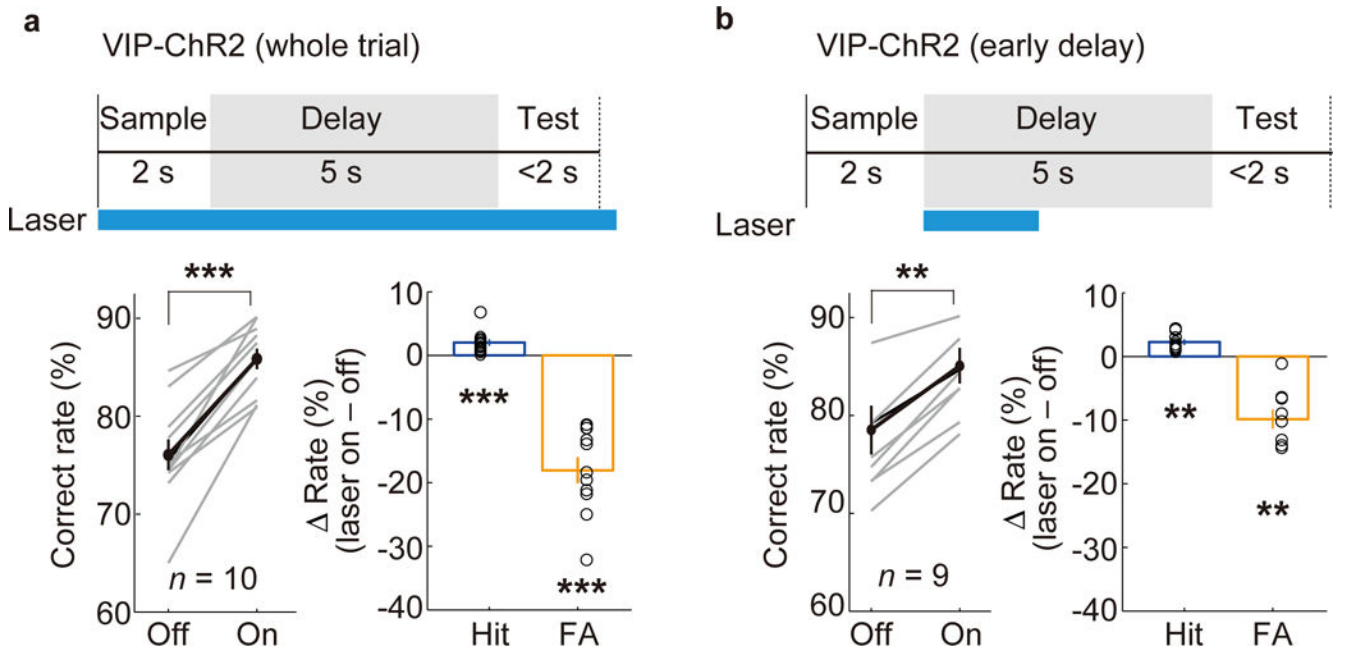 a
VIP-ChR2 (whole trial)
Sample Delay Test
2 s 5 s <2 s
Laser
***
Correct rate (%)
90
80
70
60
n = 10
Off On
Δ Rate (%)
(laser on – off)
10
0
-10
-20
-30
-40
***
***
Hit FA
b
VIP-ChR2 (early delay)
Sample Delay Test
2 s 5 s <2 s
Laser
**
Correct rate (%)
90
80
70
60
n = 9
Off On
Δ Rate (%)
(laser on – off)
10
0
-10
-20
-30
-40
**
**
Hit FA